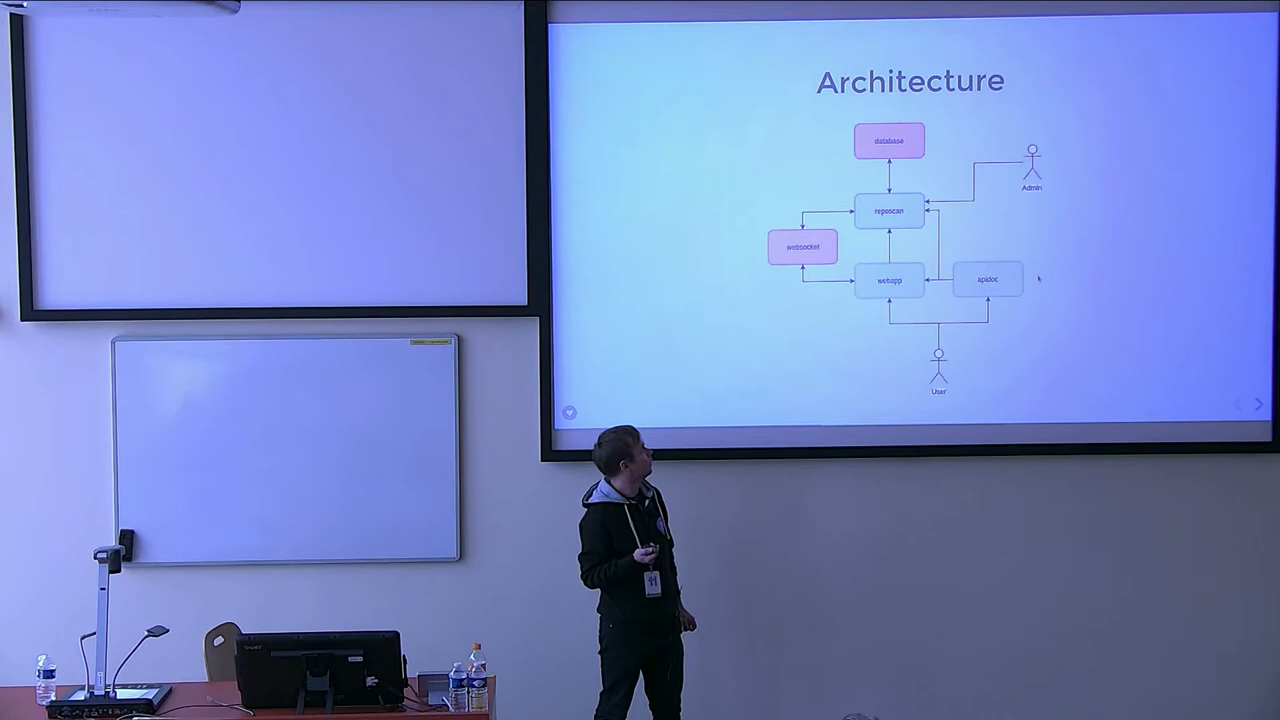 Architecture
database
Admin
reposcan
websocket
webapp
apidoc
User